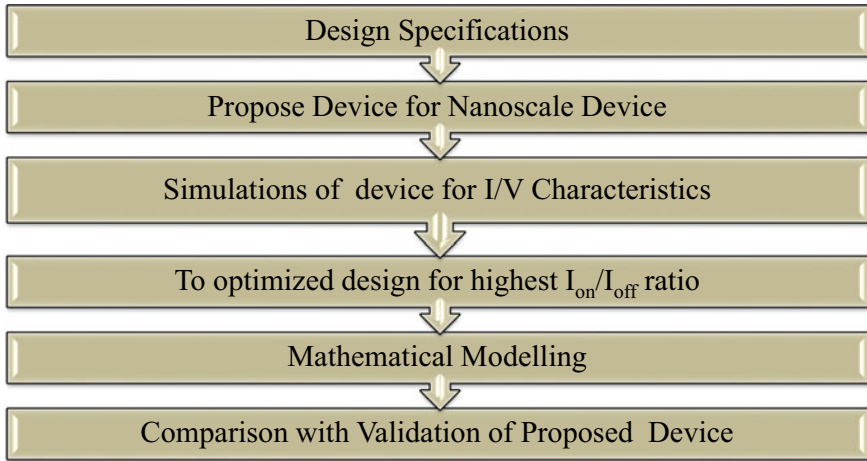 Design Specifications
Propose Device for Nanoscale Device
Simulations of device for I/V Characteristics
To optimized design for highest Ion/Ioff ratio
Mathematical Modelling
Comparison with Validation of Proposed Device